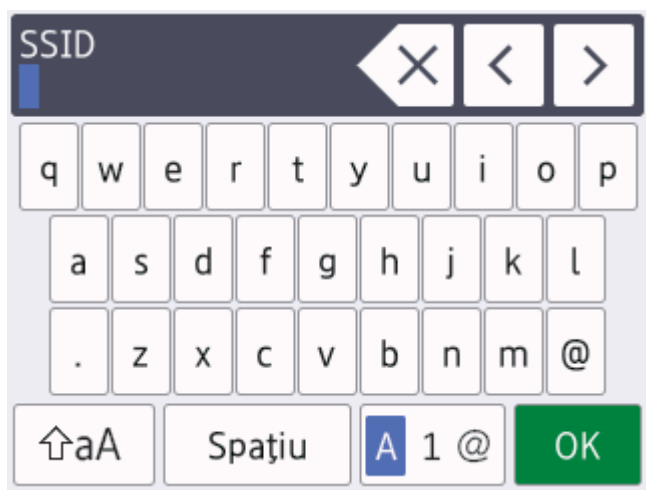 SSID
q w e r t y u i o p
a s d f g h j k l
. z x c v b n m @
aA Spațiu A 1 @ OK